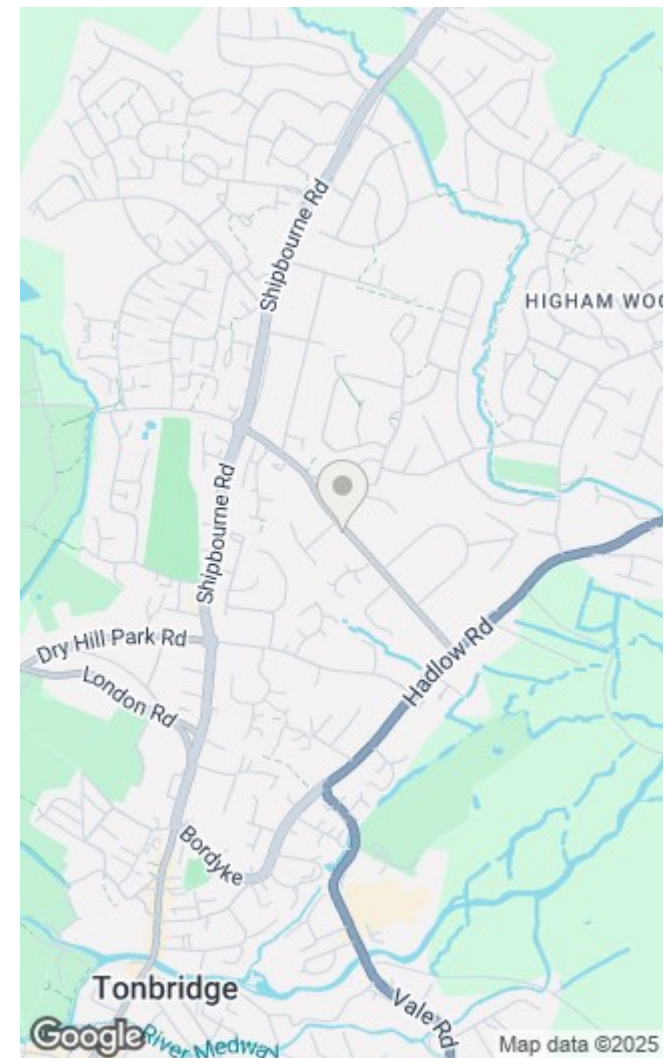 Shipbourne Rd
HIGHAM WOO
Shipbourne Rd
Dry Hill Park Rd
London Rd
Hadlow Rd
Bordyke
Tonbridge
Vale Rd
Google
River Medway
Map data ©2025